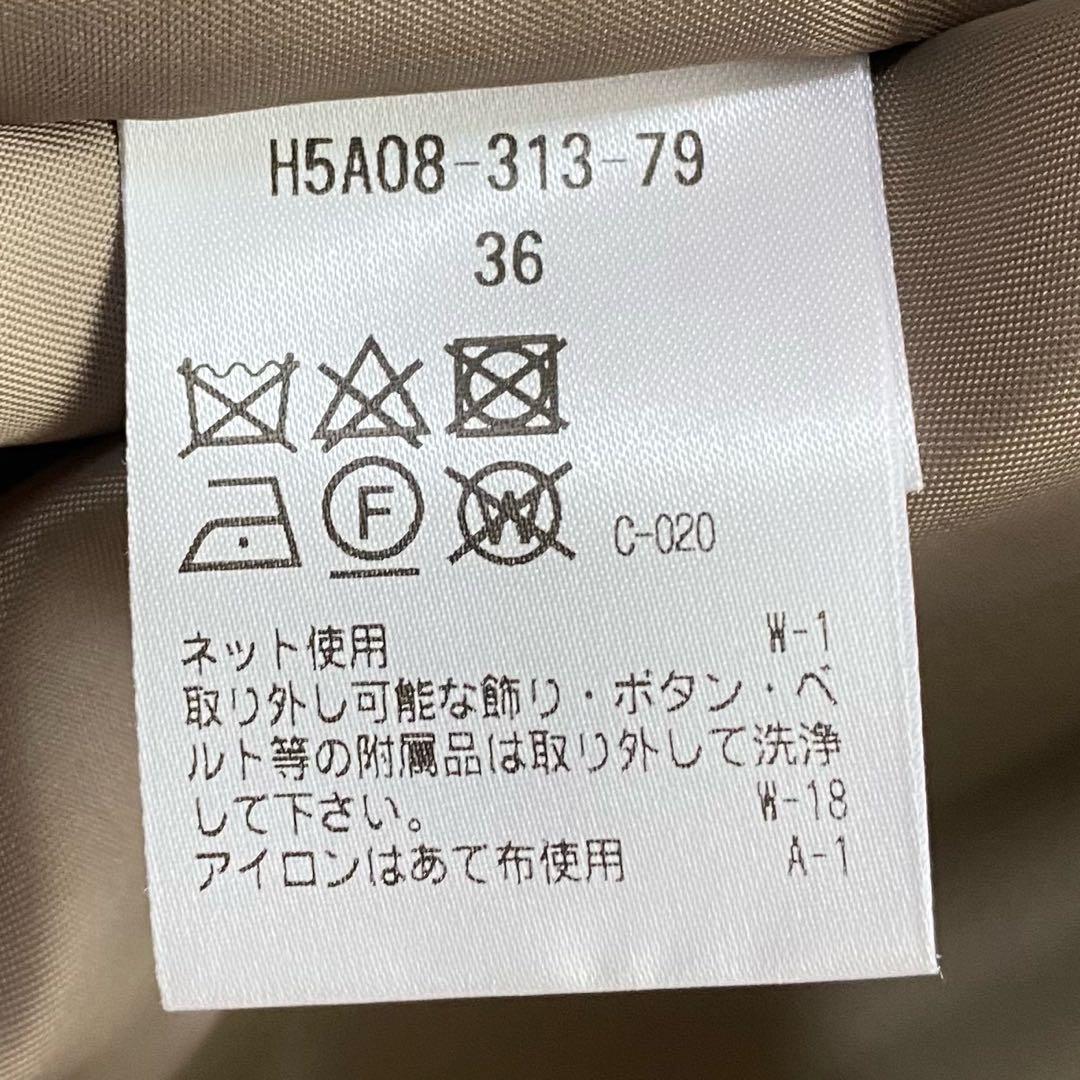 H5A08-313-79
36
F
W C-020
ネット使用 W-1
取り外し可能な飾り・ボタン・ベ
ルト等の附属品は取り外して洗浄
して下さい。 W-18
アイロンはあて布使用 A-1